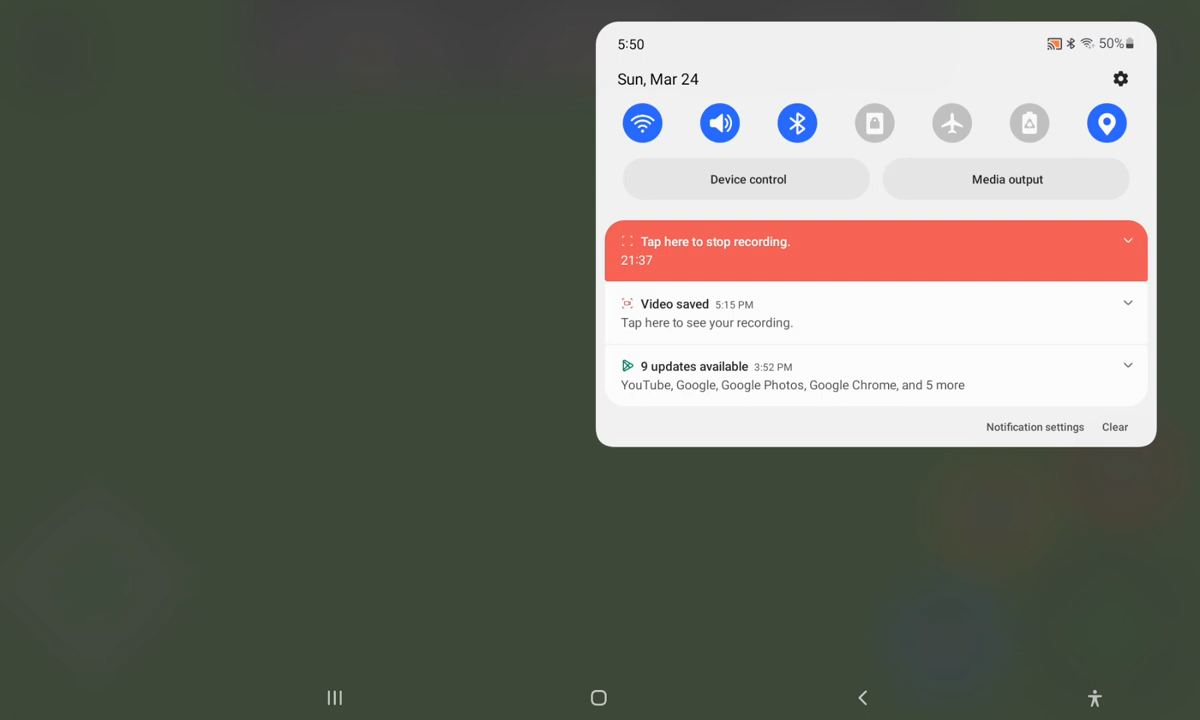 5:50
50%
Sun, Mar 24
Device control
Media output
Tap here to stop recording.
21:37
Video saved 5:15 PM
Tap here to see your recording.
9 updates available 3:52 PM
YouTube, Google, Google Photos, Google Chrome, and 5 more
Notification settings
Clear